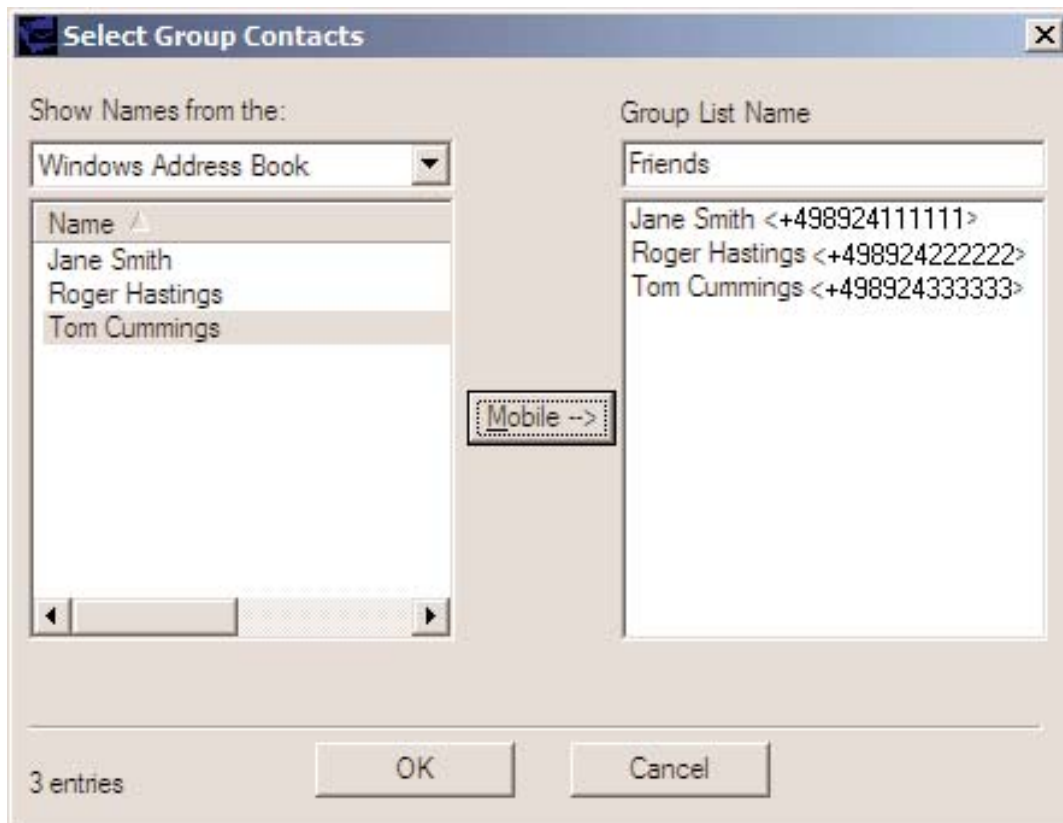 Select Group Contacts
Show Names from the:
Windows Address Book
Name
Jane Smith
Roger Hastings
Tom Cummings
Mobile -->
Group List Name
Friends
Jane Smith <+498924111111>
Roger Hastings <+498924222222>
Tom Cummings <+498924333333>
3 entries
OK
Cancel